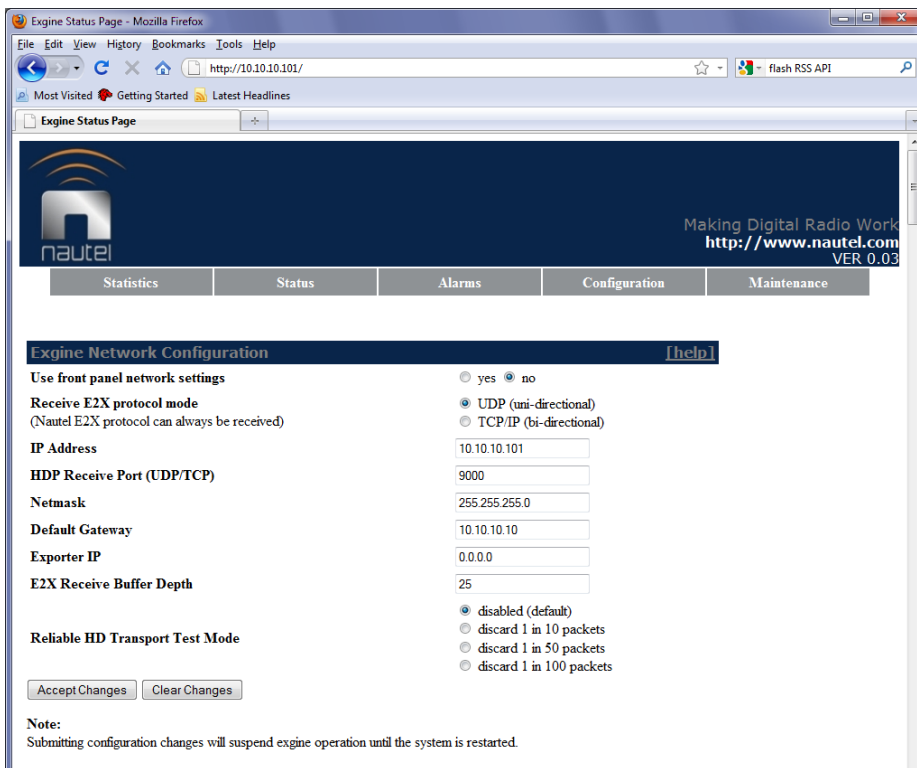 Exgine Status Page - Mozilla Firefox
File Edit View History Bookmarks Tools Help
http://10.10.10.101/
flash RSS API
Most Visited Getting Started Latest Headlines
Exgine Status Page
nautel
Making Digital Radio Work
http://www.nautel.com
VER 0.03
Statistics Status Alarms Configuration Maintenance
Exgine Network Configuration [help]
Use front panel network settings yes no
Receive E2X protocol mode UDP (uni-directional)
(Nautel E2X protocol can always be received) TCP/IP (bi-directional)
IP Address 10.10.10.101
HDP Receive Port (UDP/TCP) 9000
Netmask 255.255.255.0
Default Gateway 10.10.10.10
Exporter IP 0.0.0.0
E2X Receive Buffer Depth 25
disabled (default)
discard 1 in 10 packets
Reliable HD Transport Test Mode
discard 1 in 50 packets
discard 1 in 100 packets
Accept Changes Clear Changes
Note:
Submitting configuration changes will suspend exgine operation until the system is restarted.